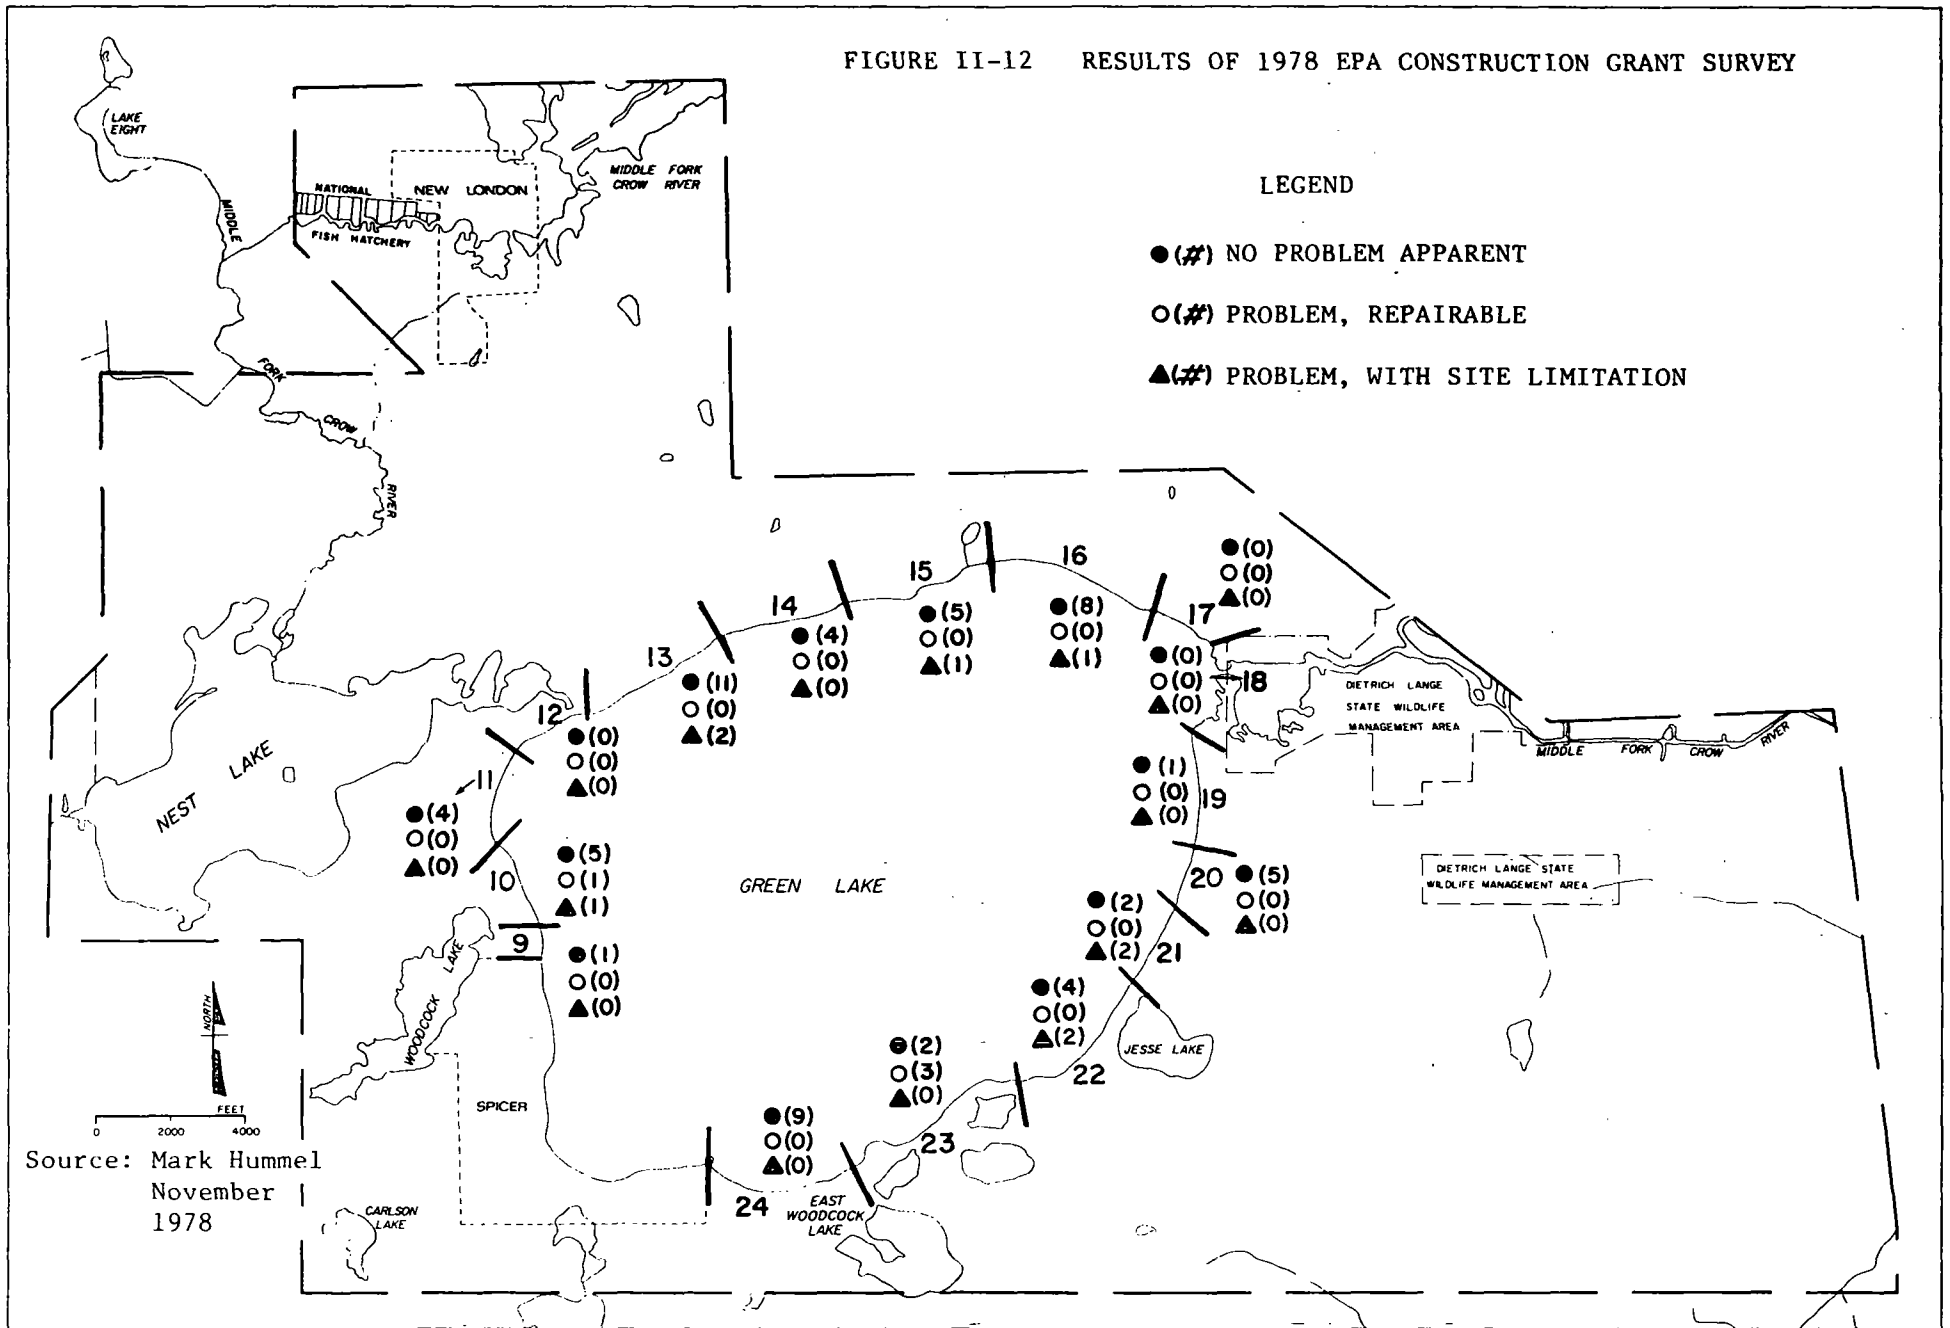 FIGURE II-12 RESULTS OF 1978 EPA CONSTRUCTION GRANT SURVEY
LEGEND
●(#) NO PROBLEM APPARENT
○(#) PROBLEM, REPAIRABLE
▲(#) PROBLEM, WITH SITE LIMITATION
LAKE
EIGHT
MIDDLE
NATIONAL
FISH HATCHERY
NEW LONDON
MIDDLE FORK
CROW RIVER
FORK
CROW
RIVER
NEST LAKE
16
●(8)
○(0)
▲(1)
15
●(5)
○(0)
▲(1)
14
●(4)
○(0)
▲(0)
13
●(11)
○(0)
▲(2)
12
●(0)
○(0)
▲(0)
11
●(4)
○(0)
▲(0)
10
●(5)
○(1)
▲(1)
9
●(1)
○(0)
▲(0)
17
●(0)
○(0)
▲(0)
18
●(0)
○(0)
▲(0)
19
●(1)
○(0)
▲(0)
20
●(5)
○(0)
▲(0)
21
●(2)
○(0)
▲(2)
22
●(4)
○(0)
▲(2)
23
●(2)
○(3)
▲(0)
24
●(9)
○(0)
▲(0)
GREEN LAKE
DIETRICH LANGE
STATE WILDLIFE
MANAGEMENT AREA
MIDDLE FORK CROW RIVER
DIETRICH LANGE STATE
WILDLIFE MANAGEMENT AREA
WOODCOCK LAKE
JESSE LAKE
SPICER
EAST
WOODCOCK
LAKE
CARLSON
LAKE
NORTH
FEET
0 2000 4000
Source: Mark Hummel
November
1978